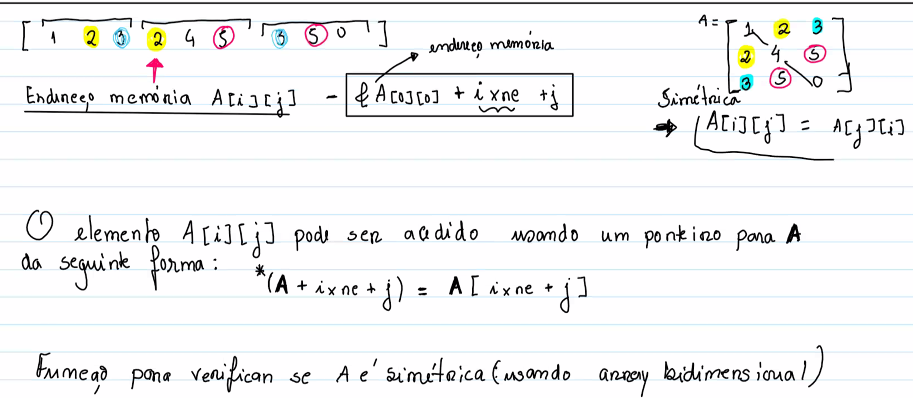 [ 1 2 3 2 4 5 3 5 0 ]
endereço memória
A = [ 1 2 3
2 4 5
3 5 0 ]
Endereço memória A[i][j] - & A[0][0] + i x ne + j
Simétrica
⇒ A[i][j] = A[j][i]
O elemento A[i][j] pode ser acedido usando um ponteiro para A
da seguinte forma:
*(A + i x ne + j) = A[ i x ne + j ]
Função para verificar se A é simétrica (usando array bidimensional)